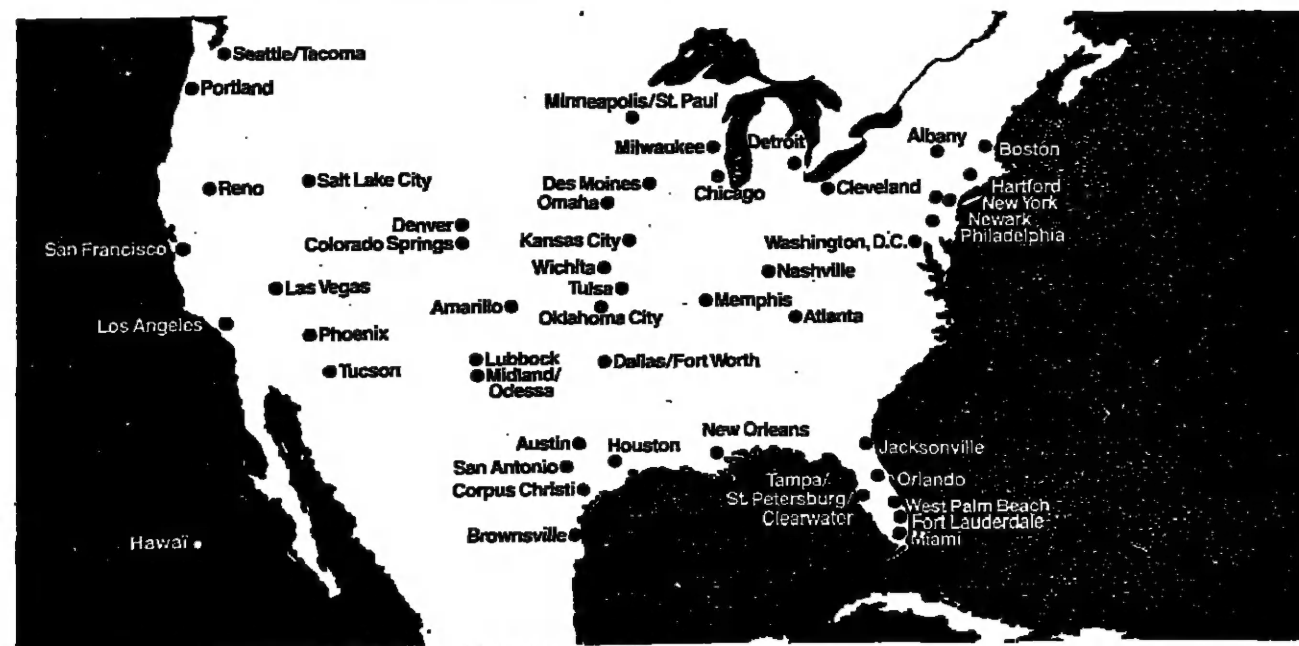 Seattle/Tacoma
Portland
Minneapolis/St. Paul
Milwaukee
Detroit
Albany
Boston
Reno
Salt Lake City
Des Moines
Chicago
Cleveland
Hartford
Omaha
New York
Newark
Philadelphia
Denver
Colorado Springs
Kansas City
Washington, D.C.
San Francisco
Wichita
Nashville
Las Vegas
Tulsa
Amarillo
Oklahoma City
Memphis
Atlanta
Los Angeles
Phoenix
Lubbock
Dallas/Fort Worth
Tucson
Midland/
Odessa
Austin
Houston
New Orleans
Jacksonville
San Antonio
Corpus Christi
Tampa/
St. Petersburg/
Clearwater
Orlando
West Palm Beach
Fort Lauderdale
Miami
Brownsville
Hawaï